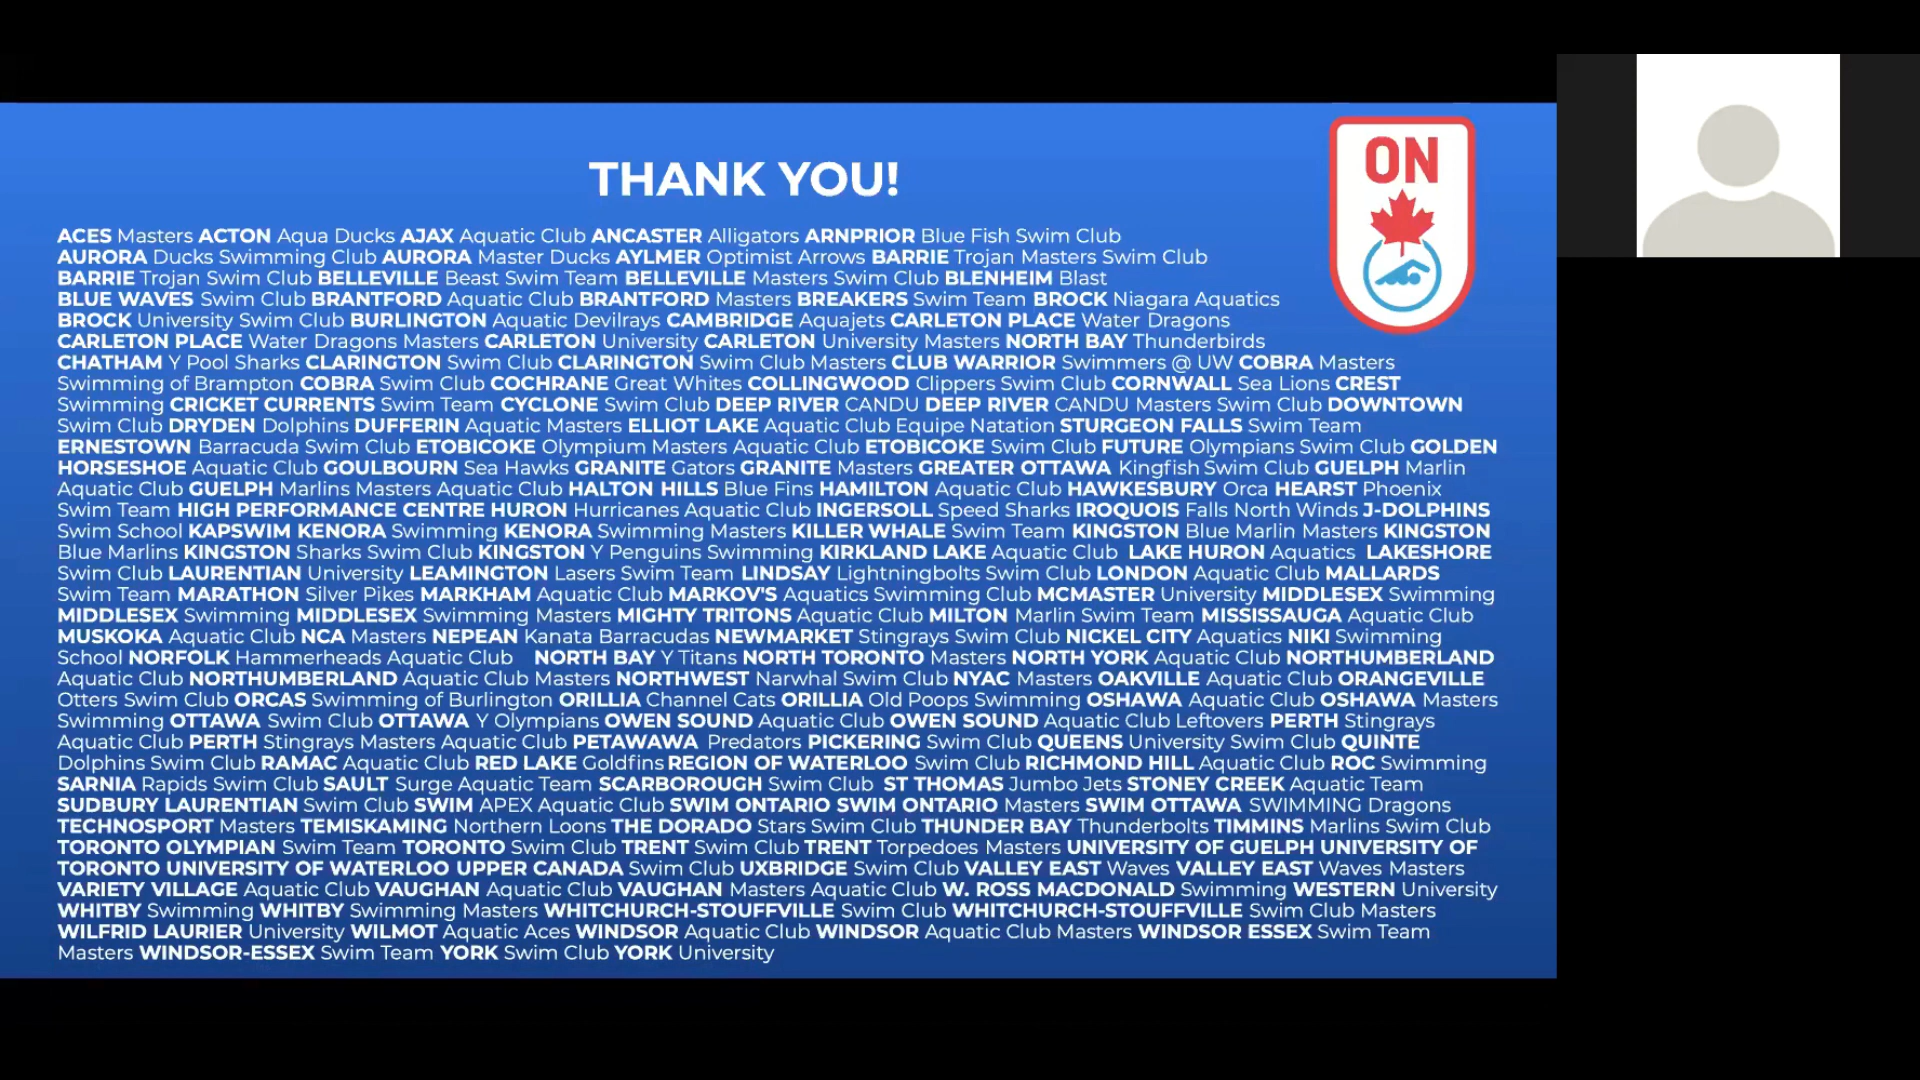 THANK YOU!
ON
ACES Masters ACTON Aqua Ducks AJAX Aquatic Club ANCASTER Alligators ARNPRIOR Blue Fish Swim Club
AURORA Ducks Swimming Club AURORA Master Ducks AYLMER Optimist Arrows BARRIE Trojan Masters Swim Club
BARRIE Trojan Swim Club BELLEVILLE Beast Swim Team BELLEVILLE Masters Swim Club BLENHEIM Blast
BLUE WAVES Swim Club BRANTFORD Aquatic Club BRANTFORD Masters BREAKERS Swim Team BROCK Niagara Aquatics
BROCK University Swim Club BURLINGTON Aquatic Devilrays CAMBRIDGE Aquajets CARLETON PLACE Water Dragons
CARLETON PLACE Water Dragons Masters CARLETON University CARLETON University Masters NORTH BAY Thunderbirds
CHATHAM Y Pool Sharks CLARINGTON Swim Club CLARINGTON Swim Club Masters CLUB WARRIOR Swimmers @ UW COBRA Masters
Swimming of Brampton COBRA Swim Club COCHRANE Great Whites COLLINGWOOD Clippers Swim Club CORNWALL Sea Lions CREST
Swimming CRICKET CURRENTS Swim Team CYCLONE Swim Club DEEP RIVER CANDU DEEP RIVER CANDU Masters Swim Club DOWNTOWN
Swim Club DRYDEN Dolphins DUFFERIN Aquatic Masters ELLIOT LAKE Aquatic Club Equipe Natation STURGEON FALLS Swim Team
ERNESTOWN Barracuda Swim Club ETOBICOKE Olympium Masters Aquatic Club ETOBICOKE Swim Club FUTURE Olympians Swim Club GOLDEN
HORSESHOE Aquatic Club GOULBOURN Sea Hawks GRANITE Gators GRANITE Masters GREATER OTTAWA Kingfish Swim Club GUELPH Marlin
Aquatic Club GUELPH Marlins Masters Aquatic Club HALTON HILLS Blue Fins HAMILTON Aquatic Club HAWKESBURY Orca HEARST Phoenix
Swim Team HIGH PERFORMANCE CENTRE HURON Hurricanes Aquatic Club INGERSOLL Speed Sharks IROQUOIS Falls North Winds J-DOLPHINS
Swim School KAPSWIM KENORA Swimming KENORA Swimming Masters KILLER WHALE Swim Team KINGSTON Blue Marlin Masters KINGSTON
Blue Marlins KINGSTON Sharks Swim Club KINGSTON Y Penguins Swimming KIRKLAND LAKE Aquatic Club LAKE HURON Aquatics LAKESHORE
Swim Club LAURENTIAN University LEAMINGTON Lasers Swim Team LINDSAY Lightningbolts Swim Club LONDON Aquatic Club MALLARDS
Swim Team MARATHON Silver Pikes MARKHAM Aquatic Club MARKOV'S Aquatics Swimming Club MCMASTER University MIDDLESEX Swimming
MIDDLESEX Swimming MIDDLESEX Swimming Masters MIGHTY TRITONS Aquatic Club MILTON Marlin Swim Team MISSISSAUGA Aquatic Club
MUSKOKA Aquatic Club NCA Masters NEPEAN Kanata Barracudas NEWMARKET Stingrays Swim Club NICKEL CITY Aquatics NIKI Swimming
School NORFOLK Hammerheads Aquatic Club NORTH BAY Y Titans NORTH TORONTO Masters NORTH YORK Aquatic Club NORTHUMBERLAND
Aquatic Club NORTHUMBERLAND Aquatic Club Masters NORTHWEST Narwhal Swim Club NYAC Masters OAKVILLE Aquatic Club ORANGEVILLE
Otters Swim Club ORCAS Swimming of Burlington ORILLIA Channel Cats ORILLIA Old Poops Swimming OSHAWA Aquatic Club OSHAWA Masters
Swimming OTTAWA Swim Club OTTAWA Y Olympians OWEN SOUND Aquatic Club OWEN SOUND Aquatic Club Leftovers PERTH Stingrays
Aquatic Club PERTH Stingrays Masters Aquatic Club PETAWAWA Predators PICKERING Swim Club QUEENS University Swim Club QUINTE
Dolphins Swim Club RAMAC Aquatic Club RED LAKE Goldfins REGION OF WATERLOO Swim Club RICHMOND HILL Aquatic Club ROC Swimming
SARNIA Rapids Swim Club SAULT Surge Aquatic Team SCARBOROUGH Swim Club ST THOMAS Jumbo Jets STONEY CREEK Aquatic Team
SUDBURY LAURENTIAN Swim Club SWIM APEX Aquatic Club SWIM ONTARIO SWIM ONTARIO Masters SWIM OTTAWA SWIMMING Dragons
TECHNOSPORT Masters TEMISKAMING Northern Loons THE DORADO Stars Swim Club THUNDER BAY Thunderbolts TIMMINS Marlins Swim Club
TORONTO OLYMPIAN Swim Team TORONTO Swim Club TRENT Swim Club TRENT Torpedoes Masters UNIVERSITY OF GUELPH UNIVERSITY OF
TORONTO UNIVERSITY OF WATERLOO UPPER CANADA Swim Club UXBRIDGE Swim Club VALLEY EAST Waves VALLEY EAST Waves Masters
VARIETY VILLAGE Aquatic Club VAUGHAN Aquatic Club VAUGHAN Masters Aquatic Club W. ROSS MACDONALD Swimming WESTERN University
WHITBY Swimming WHITBY Swimming Masters WHITCHURCH-STOUFFVILLE Swim Club WHITCHURCH-STOUFFVILLE Swim Club Masters
WILFRID LAURIER University WILMOT Aquatic Aces WINDSOR Aquatic Club WINDSOR Aquatic Club Masters WINDSOR ESSEX Swim Team
Masters WINDSOR-ESSEX Swim Team YORK Swim Club YORK University